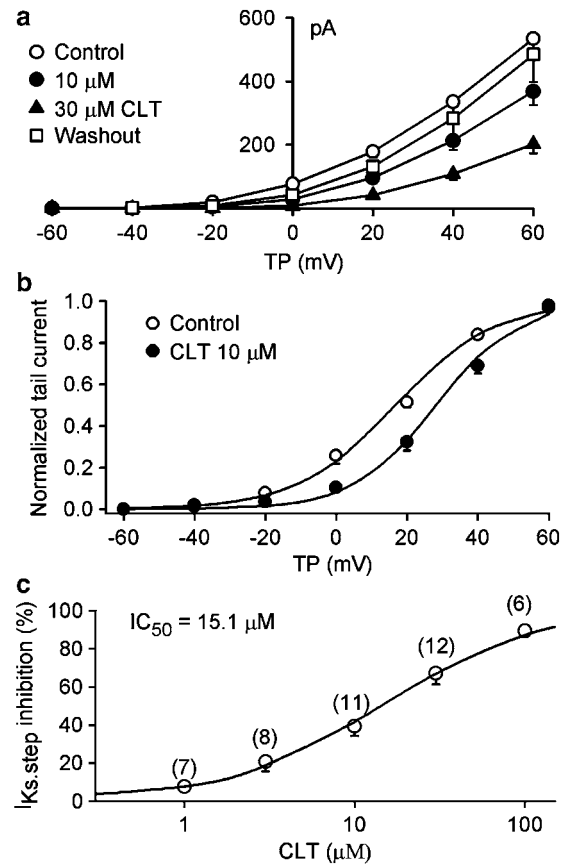 a
600
pA
Control
10 μM
400
30 μM CLT
Washout
200
-60 -40 -20 0 20 40 60
TP (mV)
b
1.0
Control
0.8
CLT 10 μM
0.6
0.4
0.2
0.0
Normalized tail current
-60 -40 -20 0 20 40 60
TP (mV)
c
100
IC50 = 15.1 μM
(6)
80
(12)
60
(11)
40
(8)
20
(7)
0
IKs.step inhibition (%)
1 10 100
CLT (μM)